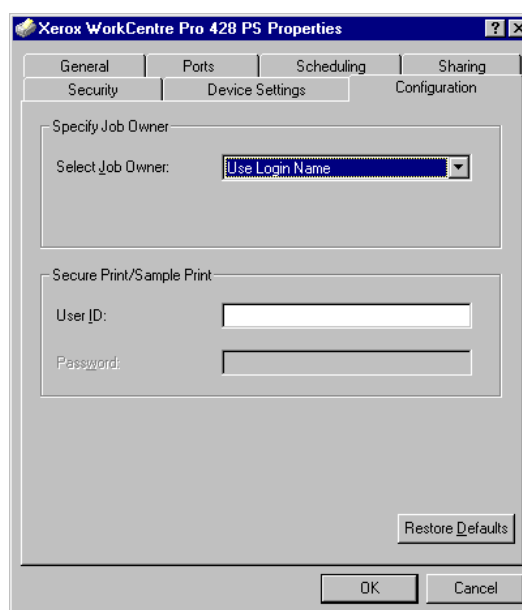 Xerox WorkCentre Pro 428 PS Properties
General Ports Scheduling Sharing
Security Device Settings Configuration
Specify Job Owner
Select Job Owner: Use Login Name
Secure Print/Sample Print
User ID:
Password:
Restore Defaults
OK Cancel